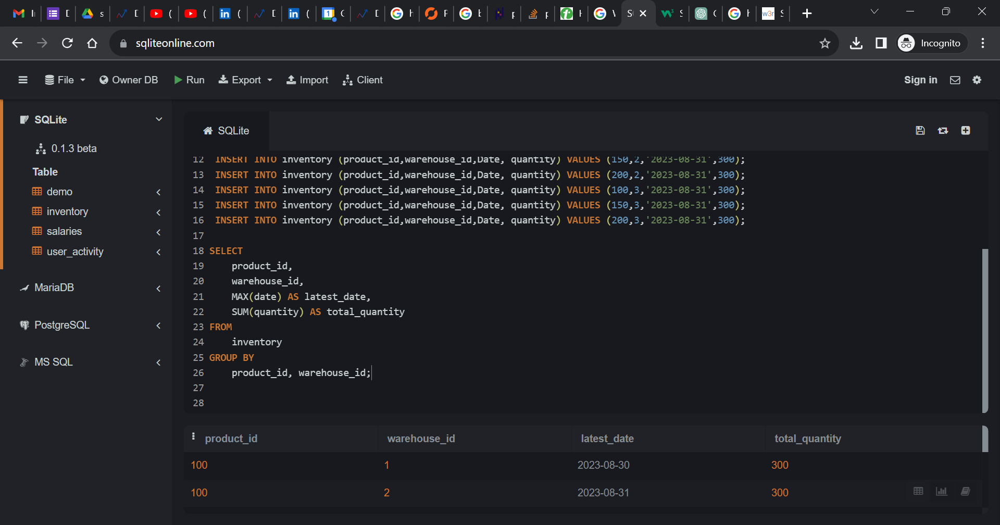 sqliteonline.com
Incognito
File Owner DB Run Export Import Client Sign in
SQLite
0.1.3 beta
Table
demo
inventory
salaries
user_activity
MariaDB
PostgreSQL
MS SQL
SQLite
12 INSERT INTO inventory (product_id,warehouse_id,Date, quantity) VALUES (150,2,'2023-08-31',300);
13 INSERT INTO inventory (product_id,warehouse_id,Date, quantity) VALUES (200,2,'2023-08-31',300);
14 INSERT INTO inventory (product_id,warehouse_id,Date, quantity) VALUES (100,3,'2023-08-31',300);
15 INSERT INTO inventory (product_id,warehouse_id,Date, quantity) VALUES (150,3,'2023-08-31',300);
16 INSERT INTO inventory (product_id,warehouse_id,Date, quantity) VALUES (200,3,'2023-08-31',300);
17
18 SELECT
19 product_id,
20 warehouse_id,
21 MAX(date) AS latest_date,
22 SUM(quantity) AS total_quantity
23 FROM
24 inventory
25 GROUP BY
26 product_id, warehouse_id;
27
28
product_id warehouse_id latest_date total_quantity
100 1 2023-08-30 300
100 2 2023-08-31 300